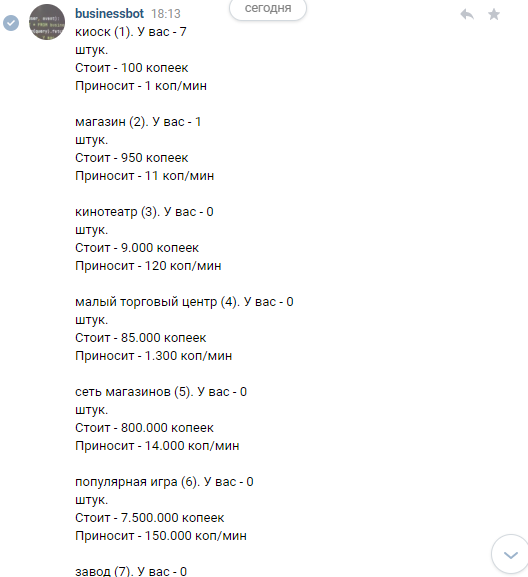 сегодня
businessbot 18:13
киоск (1). У вас - 7
штук.
Стоит - 100 копеек
Приносит - 1 коп/мин
магазин (2). У вас - 1
штук.
Стоит - 950 копеек
Приносит - 11 коп/мин
кинотеатр (3). У вас - 0
штук.
Стоит - 9.000 копеек
Приносит - 120 коп/мин
малый торговый центр (4). У вас - 0
штук.
Стоит - 85.000 копеек
Приносит - 1.300 коп/мин
сеть магазинов (5). У вас - 0
штук.
Стоит - 800.000 копеек
Приносит - 14.000 коп/мин
популярная игра (6). У вас - 0
штук.
Стоит - 7.500.000 копеек
Приносит - 150.000 коп/мин
завод (7). У вас - 0